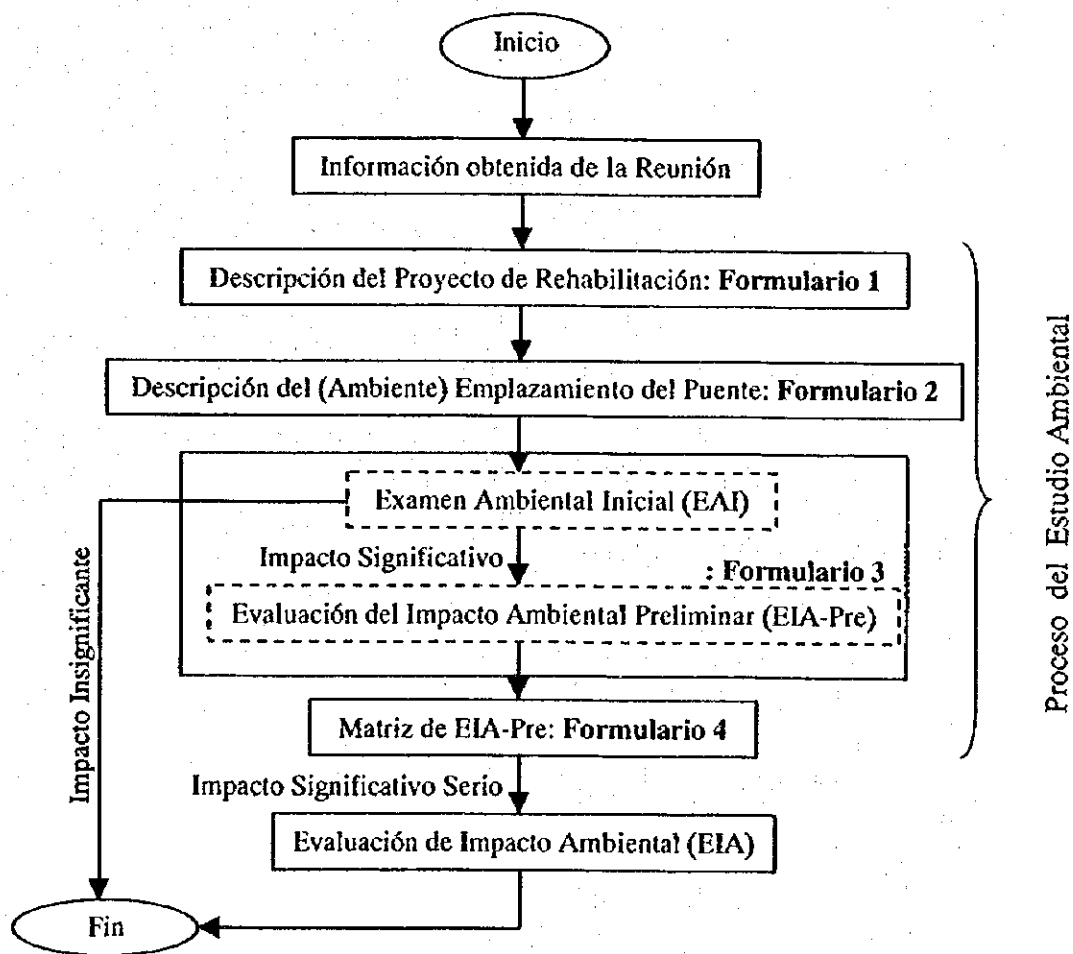 Inicio
Información obtenida de la Reunión
Descripción del Proyecto de Rehabilitación: Formulario 1
Descripción del (Ambiente) Emplazamiento del Puente: Formulario 2
Examen Ambiental Inicial (EAI)
Impacto Significativo
: Formulario 3
Evaluación del Impacto Ambiental Preliminar (EIA-Pre)
Matriz de EIA-Pre: Formulario 4
Impacto Significativo Serio
Evaluación de Impacto Ambiental (EIA)
Fin
Impacto Insignificante
Proceso del Estudio Ambiental